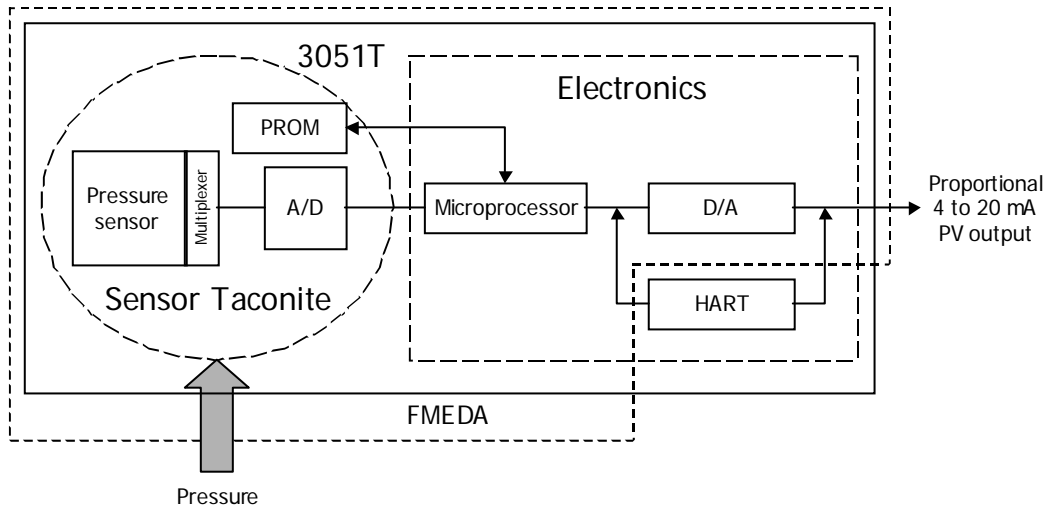 3051T
Electronics
PROM
Pressure
sensor
Multiplexer
A/D
Microprocessor
D/A
Proportional
4 to 20 mA
PV output
Sensor Taconite
HART
FMEDA
Pressure